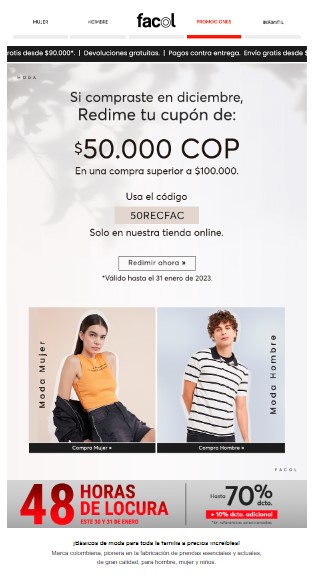 MUJER
HOMBRE
facol
PROMOCIONES
INFANTIL
ratis desde $90.000*. | Devoluciones gratuitas. | Pagos contra entrega. Envío gratis desde $
MODA
Si compraste en diciembre,
Redime tu cupón de:
$50.000 COP
En una compra superior a $100.000.
Usa el código
50RECFAC
Solo en nuestra tienda online.
Redimir ahora »
*Válido hasta el 31 enero de 2023.
Moda Mujer
Moda Hombre
Compra Mujer »
Compra Hombre »
FACOL
48 HORAS
DE LOCURA
ESTE 30 Y 31 DE ENERO
Hasta 70% dcto.
+ 10% dcto. adicional
¡Básicos de moda para toda la familia a precios increíbles!
Marca colombiana, pionera en la fabricación de prendas esenciales y actuales,
de gran calidad, para hombre, mujer y niños.